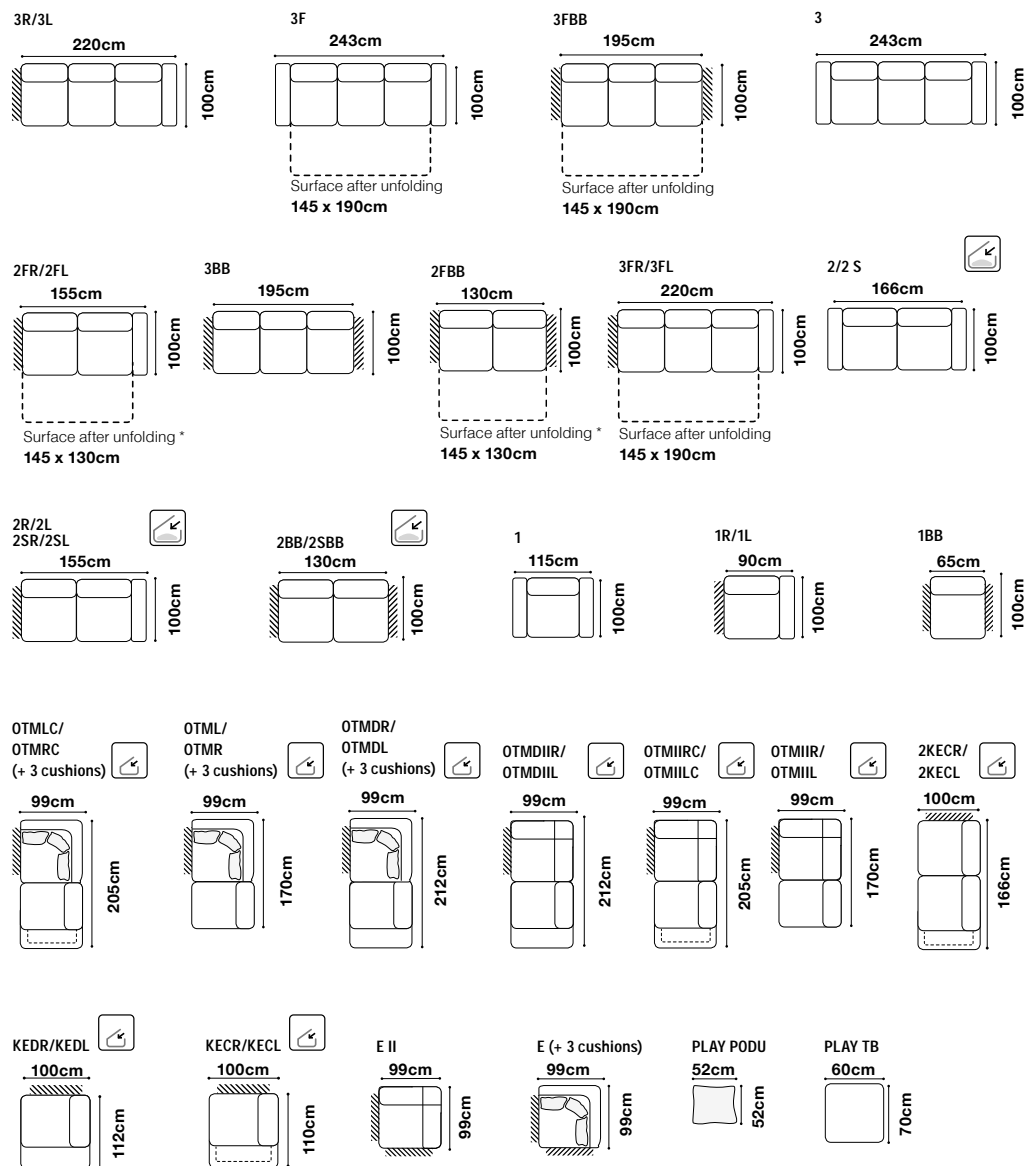 3R/3L
220cm
100cm
3F
243cm
100cm
Surface after unfolding
145 x 190cm
3FBB
195cm
100cm
Surface after unfolding
145 x 190cm
3
243cm
100cm
2FR/2FL
155cm
100cm
Surface after unfolding *
145 x 130cm
3BB
195cm
100cm
2FBB
130cm
100cm
Surface after unfolding *
145 x 130cm
3FR/3FL
220cm
100cm
Surface after unfolding
145 x 190cm
2/2 S
166cm
100cm
2R/2L
2SR/2SL
155cm
100cm
2BB/2SBB
130cm
100cm
1
115cm
100cm
1R/1L
90cm
100cm
1BB
65cm
100cm
OTMLC/
OTMRC
(+ 3 cushions)
99cm
205cm
OTML/
OTMR
(+ 3 cushions)
99cm
170cm
OTMDR/
OTMDL
(+ 3 cushions)
99cm
212cm
OTMDIIR/
OTMDIIL
99cm
212cm
OTMIIRC/
OTMIILC
99cm
205cm
OTMIIR/
OTMIIL
99cm
170cm
2KECR/
2KECL
100cm
166cm
KEDR/KEDL
100cm
112cm
KECR/KECL
100cm
110cm
E II
99cm
99cm
E (+ 3 cushions)
99cm
99cm
PLAY PODU
52cm
52cm
PLAY TB
60cm
70cm